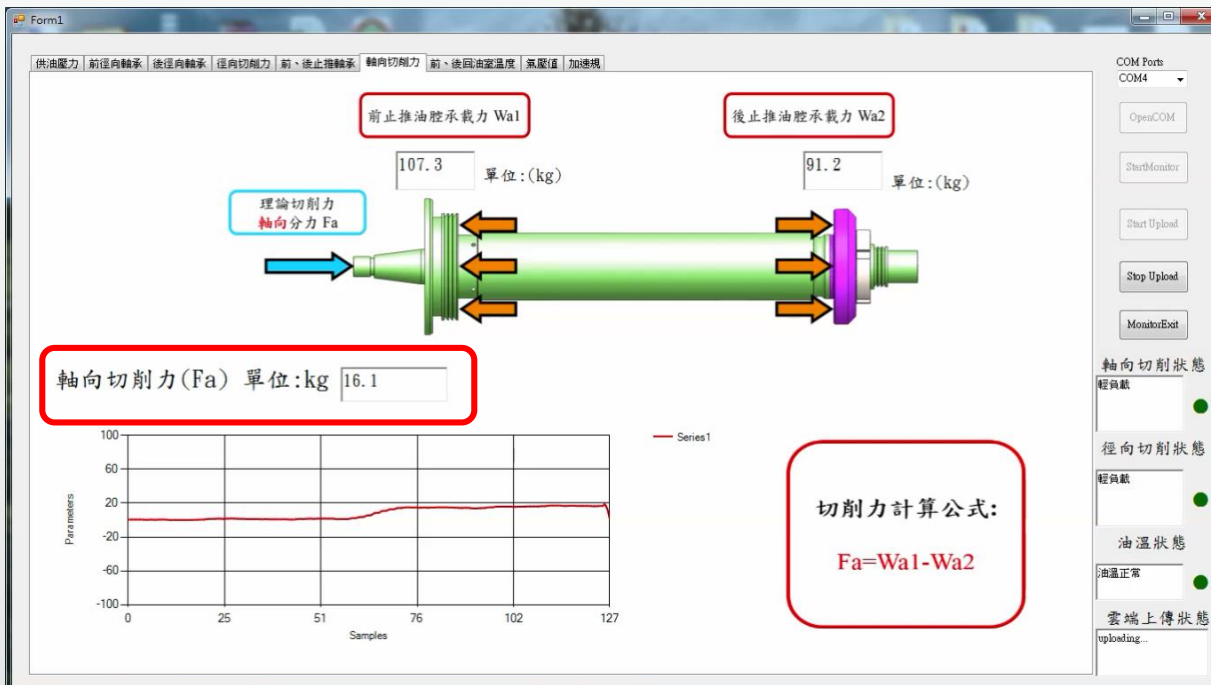 Form1
供油壓力 前徑向軸承 後徑向軸承 徑向切削力 前、後止推軸承 軸向切削力 前、後回油室溫度 氣壓值 加速規
COM Ports
COM4
OpenCOM
StartMonitor
Start Upload
Stop Upload
MonitorExit
前止推油腔承載力 Wa1
後止推油腔承載力 Wa2
107.3
單位:(kg)
91.2
單位:(kg)
理論切削力
軸向分力 Fa
軸向切削力(Fa) 單位:kg 16.1
100
60
20
-20
-60
-100
Parameters
0 25 51 76 102 127
Samples
Series1
切削力計算公式:
Fa=Wa1-Wa2
軸向切削狀態
輕負載
徑向切削狀態
輕負載
油溫狀態
油溫正常
雲端上傳狀態
uploading...